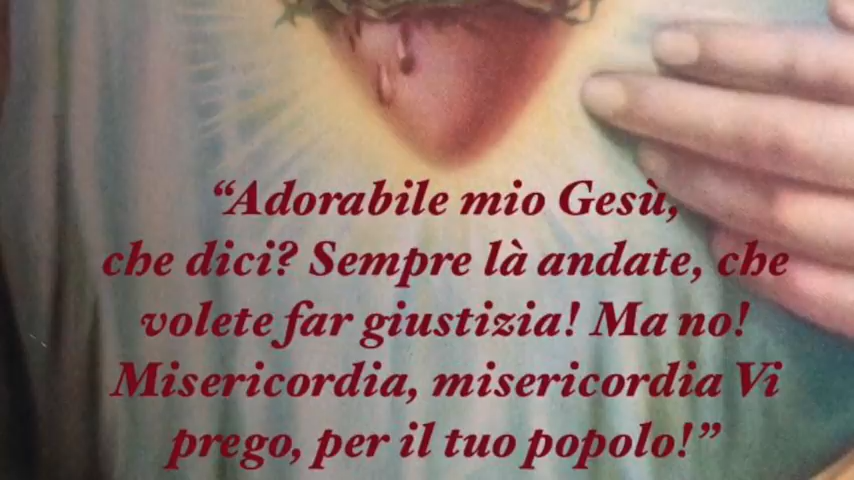 “Adorabile mio Gesù,
che dici? Sempre là andate, che
volete far giustizia! Ma no!
Misericordia, misericordia Vi
prego, per il tuo popolo!”